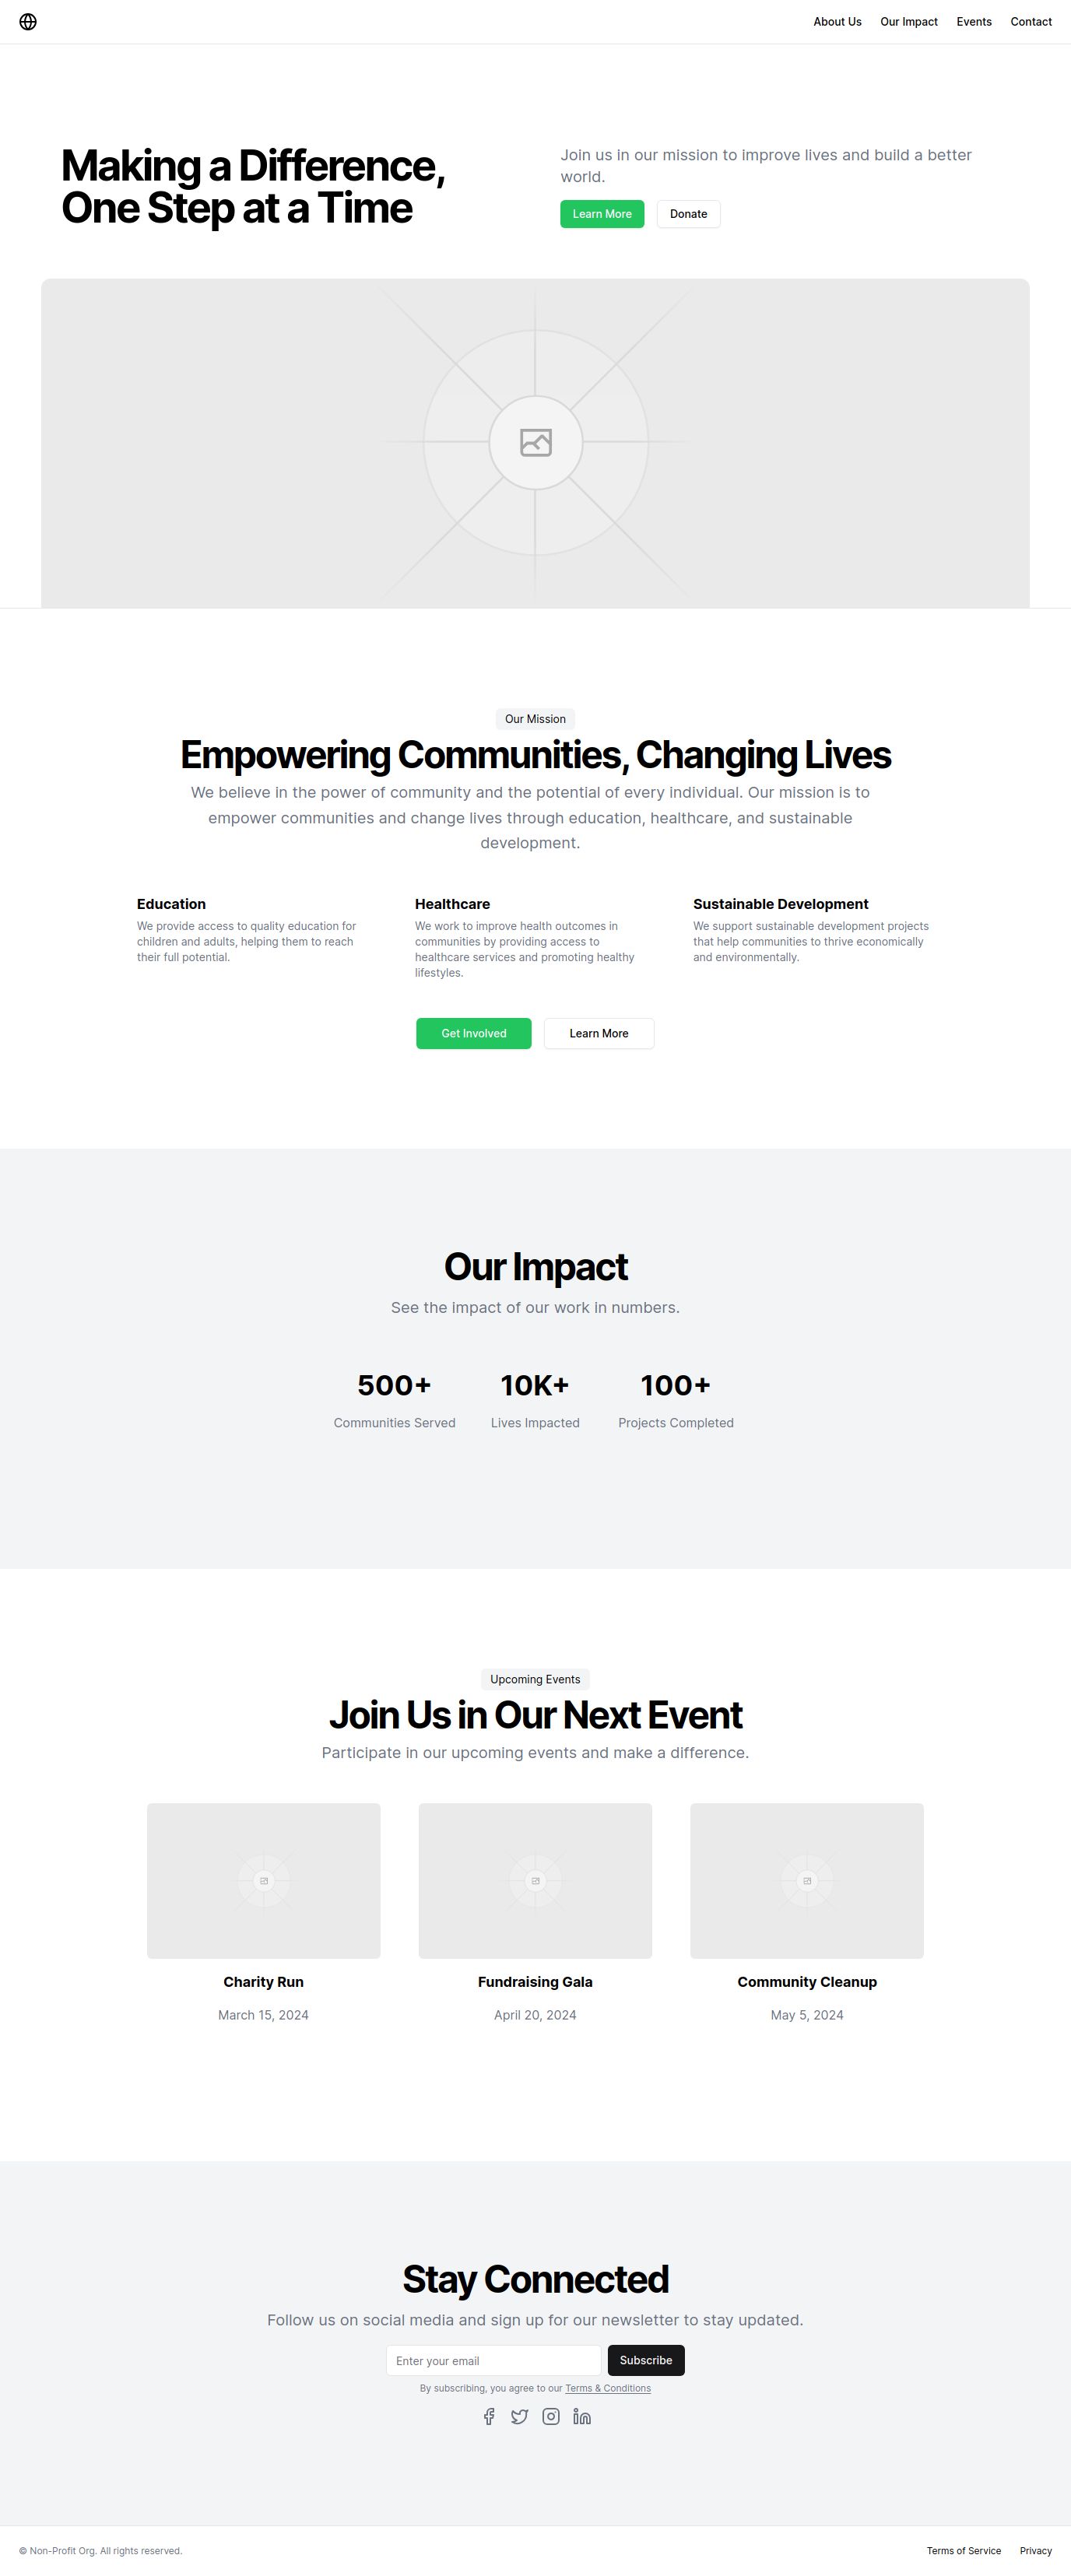 About Us Our Impact Events Contact
Making a Difference,
One Step at a Time
Join us in our mission to improve lives and build a better
world.
Learn More Donate
Our Mission
Empowering Communities, Changing Lives
We believe in the power of community and the potential of every individual. Our mission is to
empower communities and change lives through education, healthcare, and sustainable
development.
Education
We provide access to quality education for
children and adults, helping them to reach
their full potential.
Healthcare
We work to improve health outcomes in
communities by providing access to
healthcare services and promoting healthy
lifestyles.
Sustainable Development
We support sustainable development projects
that help communities to thrive economically
and environmentally.
Get Involved Learn More
Our Impact
See the impact of our work in numbers.
500+ 10K+ 100+
Communities Served Lives Impacted Projects Completed
Upcoming Events
Join Us in Our Next Event
Participate in our upcoming events and make a difference.
Charity Run Fundraising Gala Community Cleanup
March 15, 2024 April 20, 2024 May 5, 2024
Stay Connected
Follow us on social media and sign up for our newsletter to stay updated.
Enter your email Subscribe
By subscribing, you agree to our Terms & Conditions
© Non-Profit Org. All rights reserved. Terms of Service Privacy